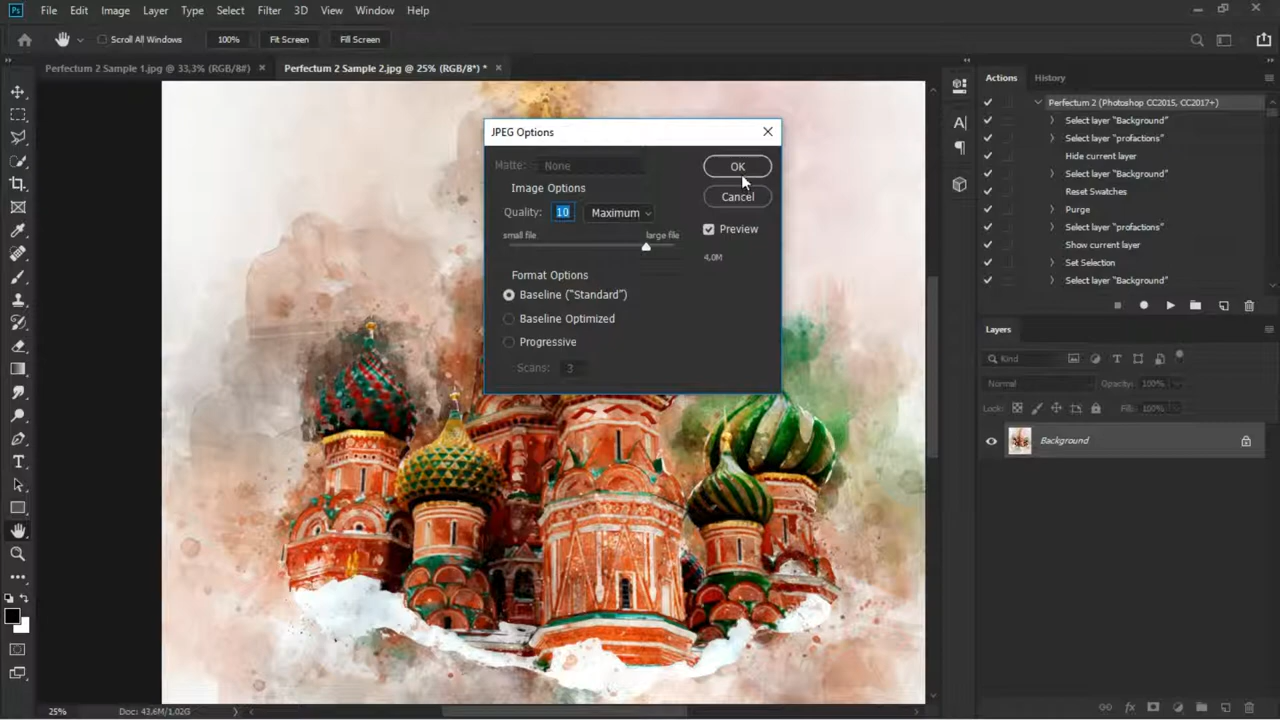 Ps File Edit Image Layer Type Select Filter 3D View Window Help
Scroll All Windows 100% Fit Screen Fill Screen
Perfectum 2 Sample 1.jpg @ 33,3% (RGB/8#) ×
Perfectum 2 Sample 2.jpg @ 25% (RGB/8*) * ×
JPEG Options
Matte: None
OK
Image Options
Cancel
Quality: 10 Maximum
Preview
small file large file
4,0M
Format Options
Baseline ("Standard")
Baseline Optimized
Progressive
Scans: 3
Actions History
Perfectum 2 (Photoshop CC2015, CC2017+)
Select layer "Background"
Select layer "profactions"
Hide current layer
Select layer "Background"
Reset Swatches
Purge
Select layer "profactions"
Show current layer
Set Selection
Select layer "Background"
Layers
Kind
Normal Opacity: 100%
Lock: Fill: 100%
Background
25% Doc: 43,6M/1,02G